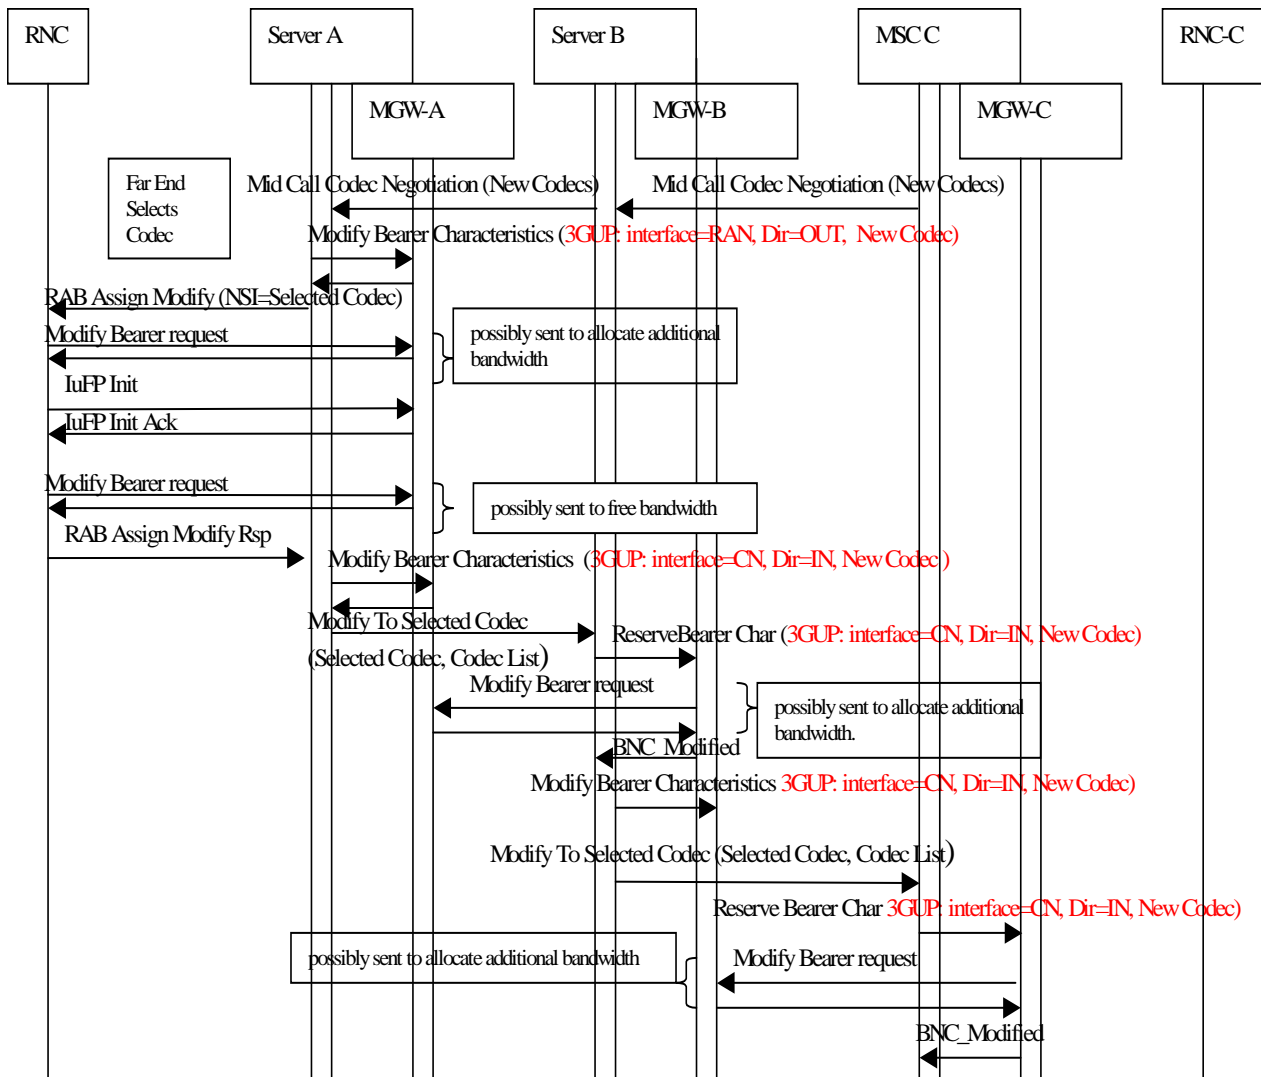 RNC
Server A
Server B
MSC C
RNC-C
MGW-A
MGW-B
MGW-C
Far End
Selects
Codec
Mid Call Codec Negotiation (New Codecs)
Mid Call Codec Negotiation (New Codecs)
Modify Bearer Characteristics (3GUP: interface=RAN, Dir=OUT, New Codec)
RAB Assign Modify (NSI=Selected Codec)
Modify Bearer request
possibly sent to allocate additional
bandwidth
IuFP Init
IuFP Init Ack
Modify Bearer request
possibly sent to free bandwidth
RAB Assign Modify Rsp
Modify Bearer Characteristics (3GUP: interface=CN, Dir=IN, New Codec )
Modify To Selected Codec
(Selected Codec, Codec List)
ReserveBearer Char (3GUP: interface=CN, Dir=IN, New Codec)
Modify Bearer request
possibly sent to allocate additional
bandwidth.
BNC_Modified
Modify Bearer Characteristics 3GUP: interface=CN, Dir=IN, New Codec)
Modify To Selected Codec (Selected Codec, Codec List)
Reserve Bearer Char 3GUP: interface=CN, Dir=IN, New Codec)
possibly sent to allocate additional bandwidth
Modify Bearer request
BNC_Modified